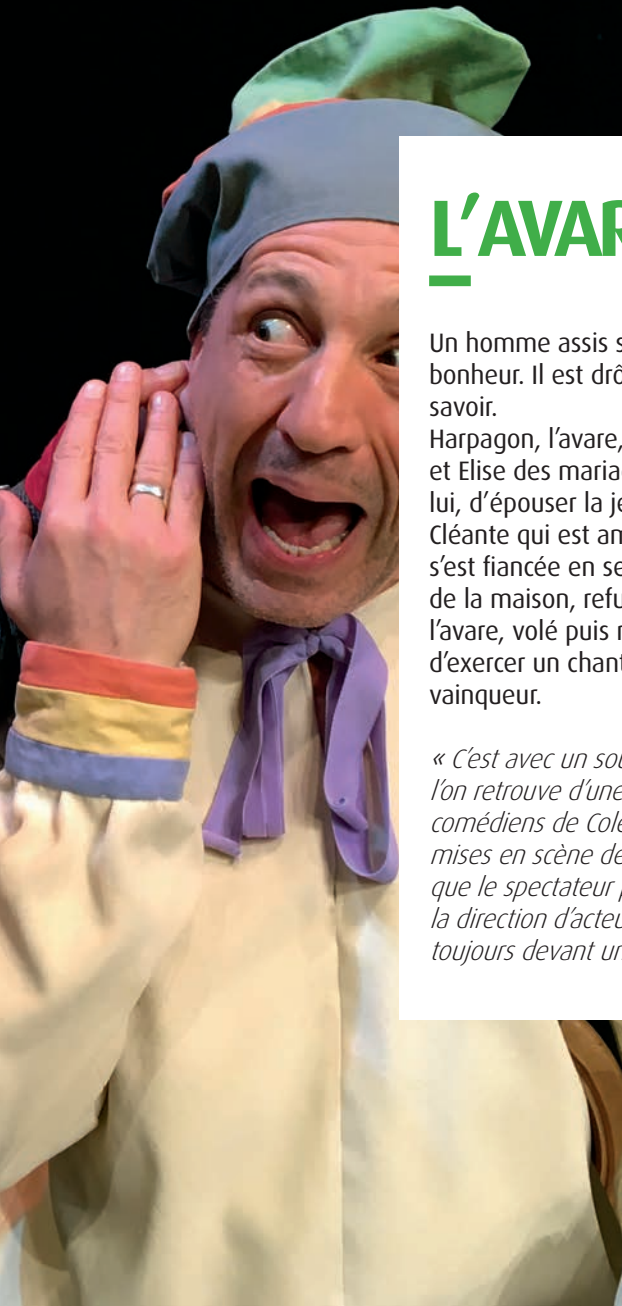 L'AVAR
Un homme assis s
bonheur. Il est drô
savoir.
Harpagon, l'avare,
et Elise des maria
lui, d'épouser la je
Cléante qui est am
s'est fiancée en se
de la maison, refu
l'avare, volé puis r
d'exercer un chant
vainqueur.
« C'est avec un sou
l'on retrouve d'une
comédiens de Cole
mises en scène de
que le spectateur p
la direction d'acteu
toujours devant un